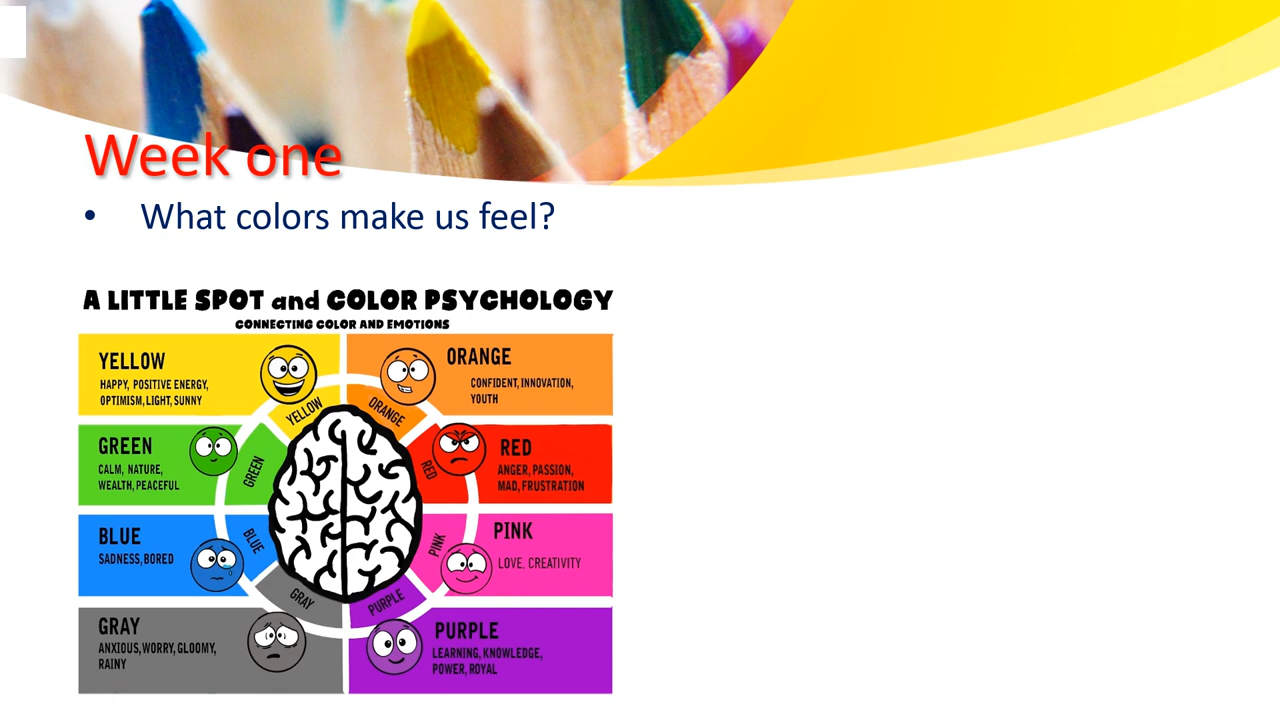 Week one
• What colors make us feel?
A LITTLE SPOT and COLOR PSYCHOLOGY
CONNECTING COLOR AND EMOTIONS
YELLOW
HAPPY, POSITIVE ENERGY,
OPTIMISM, LIGHT, SUNNY
ORANGE
CONFIDENT, INNOVATION,
YOUTH
GREEN
CALM, NATURE,
WEALTH, PEACEFUL
RED
ANGER, PASSION,
MAD, FRUSTRATION
BLUE
SADNESS, BORED
PINK
LOVE, CREATIVITY
GRAY
ANXIOUS, WORRY, GLOOMY,
RAINY
PURPLE
LEARNING, KNOWLEDGE,
POWER, ROYAL
YELLOW
ORANGE
GREEN
RED
BLUE
PINK
GRAY
PURPLE